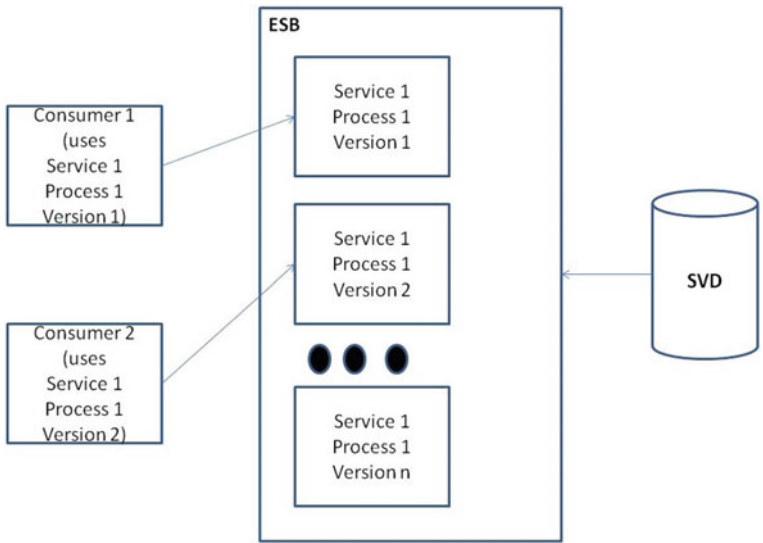 ESB
Service 1
Process 1
Version 1
Consumer 1
(uses
Service 1
Process 1
Version 1)
Service 1
Process 1
Version 2
SVD
Consumer 2
(uses
Service 1
Process 1
Version 2)
Service 1
Process 1
Version n